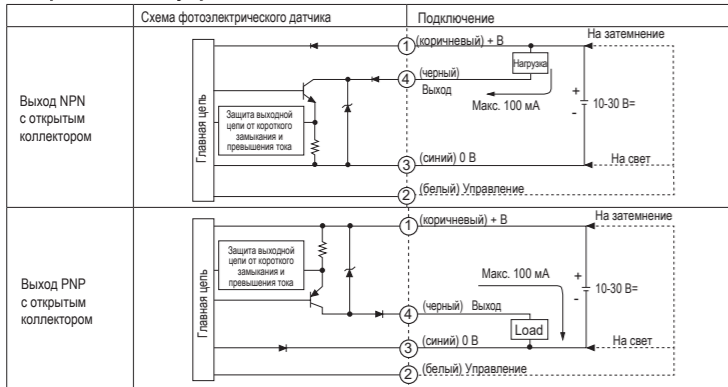 Схема фотоэлектрического датчика
Подключение
Выход NPN
с открытым
коллектором
Главная цепь
Защита выходной
цепи от короткого
замыкания и
превышения тока
1
(коричневый) + В
На затемнение
Нагрузка
4
(черный)
Выход
Макс. 100 мА
+
10-30 В=
-
3
(синий) 0 В
На свет
2
(белый) Управление
Выход PNP
с открытым
коллектором
Главная цепь
Защита выходной
цепи от короткого
замыкания и
превышения тока
1
(коричневый) + В
На затемнение
Макс. 100 мА
+
10-30 В=
-
4
(черный) Выход
Load
3
(синий) 0 В
На свет
2
(белый) Управление